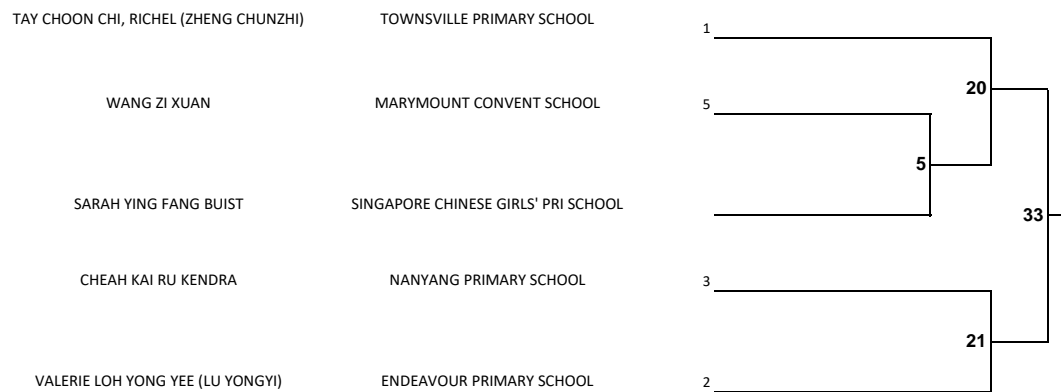 TAY CHOON CHI, RICHEL (ZHENG CHUNZHI) TOWNSVILLE PRIMARY SCHOOL 1
20
WANG ZI XUAN MARYMOUNT CONVENT SCHOOL 5
5
SARAH YING FANG BUIST SINGAPORE CHINESE GIRLS' PRI SCHOOL
33
CHEAH KAI RU KENDRA NANYANG PRIMARY SCHOOL 3
21
VALERIE LOH YONG YEE (LU YONGYI) ENDEAVOUR PRIMARY SCHOOL 2